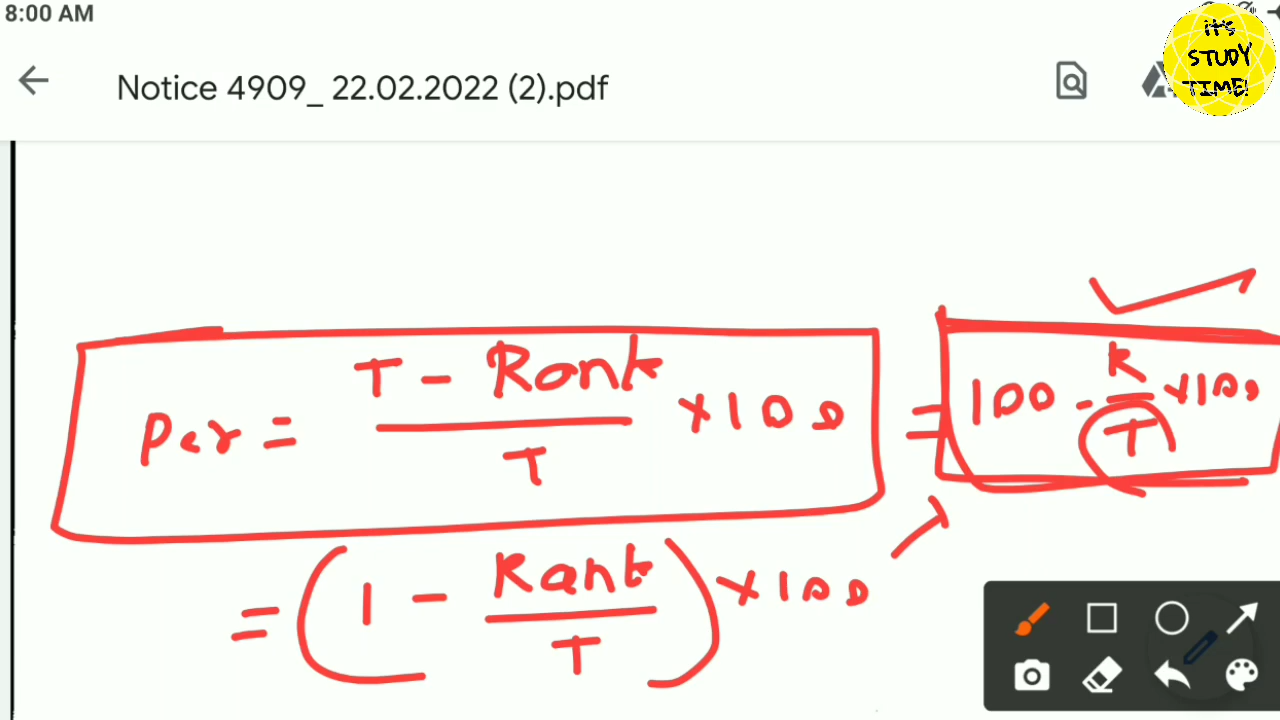 8:00 AM
Notice 4909_ 22.02.2022 (2).pdf
it's
STUDY
TIME!
Per = T - Rank / T × 100 = 100 - R / T × 100
= (1 - Rank / T) × 100